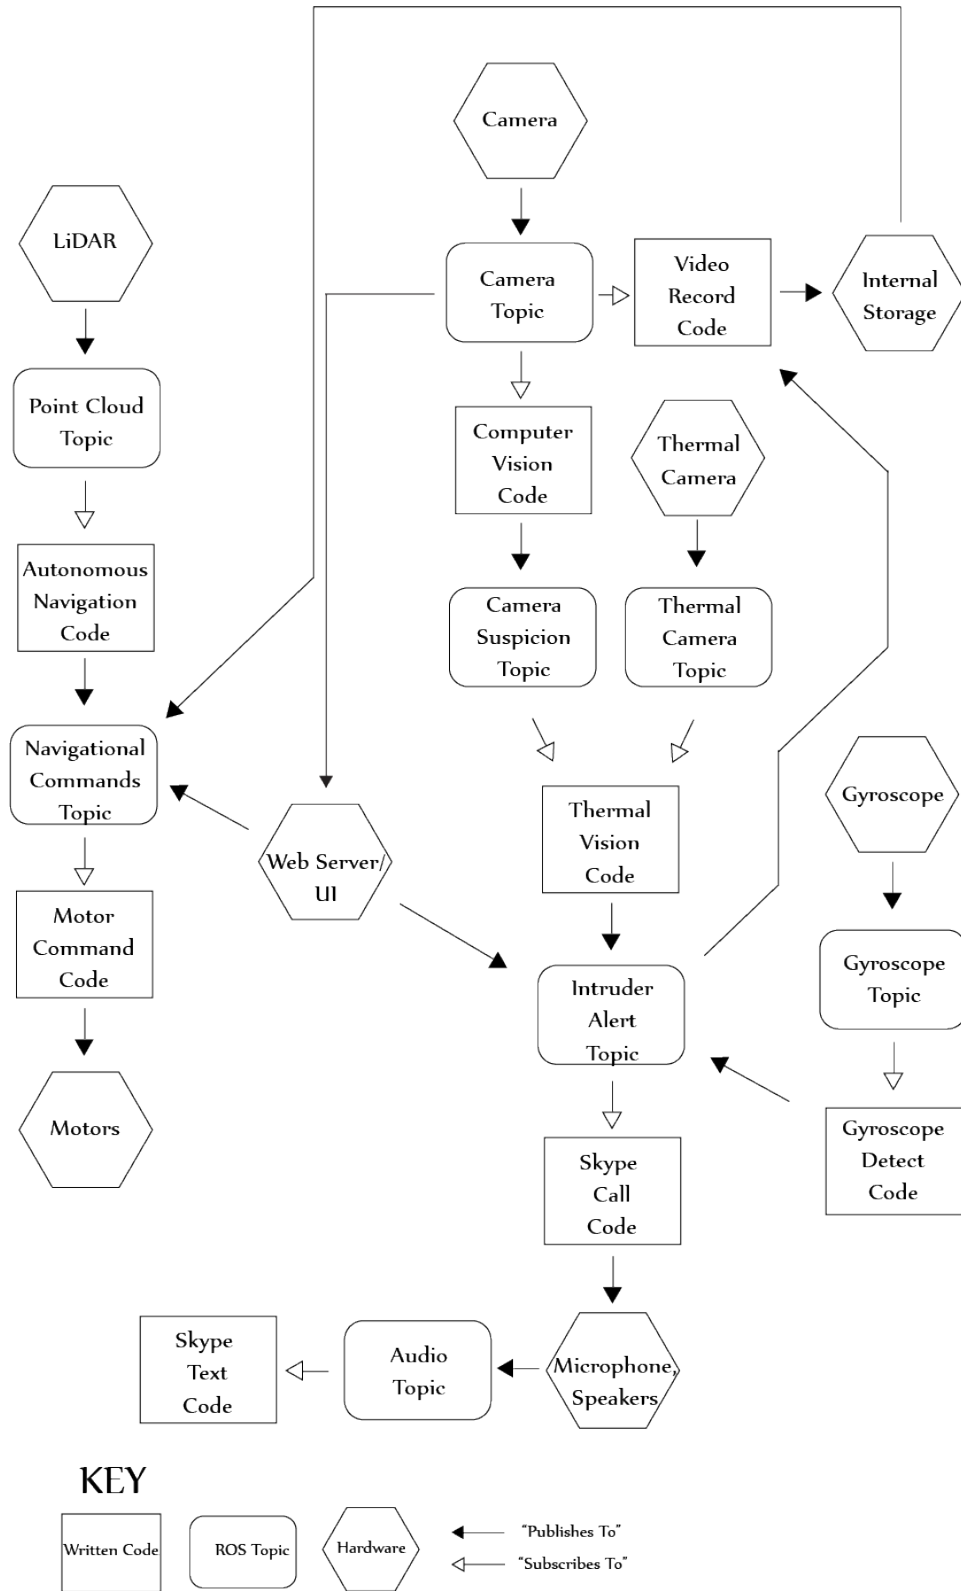 Camera
LiDAR
Camera
Topic
Video
Record
Code
Internal
Storage
Point Cloud
Topic
Computer
Vision
Code
Thermal
Camera
Autonomous
Navigation
Code
Camera
Suspicion
Topic
Thermal
Camera
Topic
Navigational
Commands
Topic
Web Server/
UI
Thermal
Vision
Code
Gyroscope
Motor
Command
Code
Intruder
Alert
Topic
Gyroscope
Topic
Motors
Skype
Call
Code
Gyroscope
Detect
Code
Skype
Text
Code
Audio
Topic
Microphone,
Speakers
KEY
Written Code
ROS Topic
Hardware
"Publishes To"
"Subscribes To"